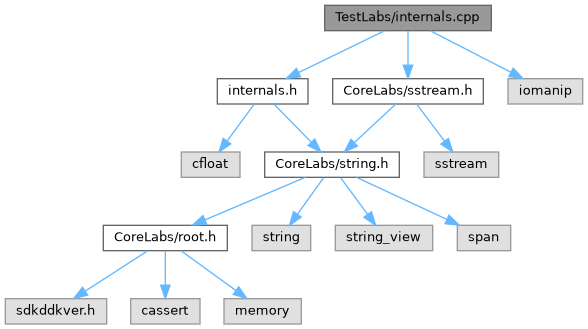 TestLabs/internals.cpp
internals.h
CoreLabs/sstream.h
iomanip
cfloat
CoreLabs/string.h
sstream
CoreLabs/root.h
string
string_view
span
sdkddkver.h
cassert
memory